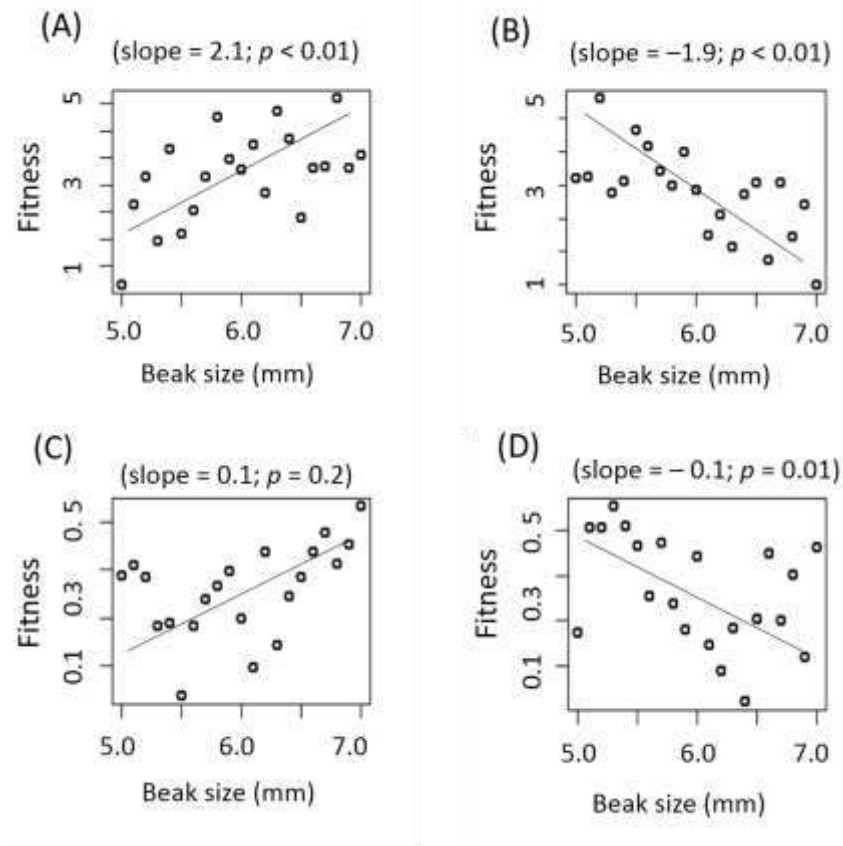 (A)
(slope = 2.1; p < 0.01)
5
3
1
Fitness
5.0 6.0 7.0
Beak size (mm)
(B)
(slope = –1.9; p < 0.01)
5
3
1
Fitness
5.0 6.0 7.0
Beak size (mm)
(C)
(slope = 0.1; p = 0.2)
0.5
0.3
0.1
Fitness
5.0 6.0 7.0
Beak size (mm)
(D)
(slope = – 0.1; p = 0.01)
0.5
0.3
0.1
Fitness
5.0 6.0 7.0
Beak size (mm)